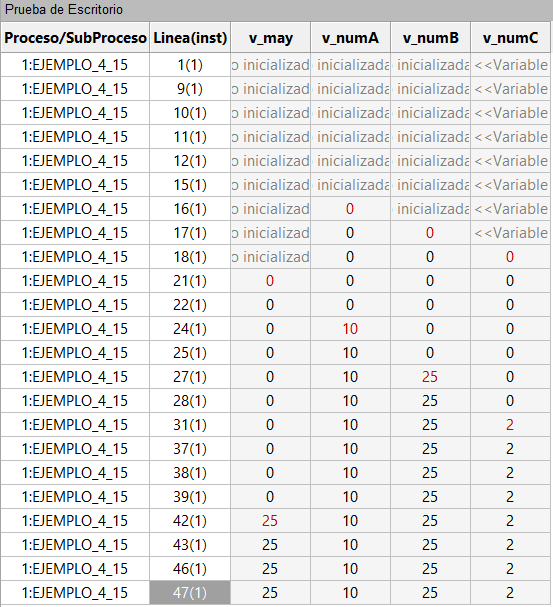 Prueba de Escritorio
Proceso/SubProceso Linea(inst) v_may v_numA v_numB v_numC
1:EJEMPLO_4_15 1(1) o inicializad inicializada inicializada <<Variable
1:EJEMPLO_4_15 9(1) o inicializad inicializada inicializada <<Variable
1:EJEMPLO_4_15 10(1) o inicializad inicializada inicializada <<Variable
1:EJEMPLO_4_15 11(1) o inicializad inicializada inicializada <<Variable
1:EJEMPLO_4_15 12(1) o inicializad inicializada inicializada <<Variable
1:EJEMPLO_4_15 15(1) o inicializad inicializada inicializada <<Variable
1:EJEMPLO_4_15 16(1) o inicializad 0 inicializada <<Variable
1:EJEMPLO_4_15 17(1) o inicializad 0 0 <<Variable
1:EJEMPLO_4_15 18(1) o inicializad 0 0 0
1:EJEMPLO_4_15 21(1) 0 0 0 0
1:EJEMPLO_4_15 22(1) 0 0 0 0
1:EJEMPLO_4_15 24(1) 0 10 0 0
1:EJEMPLO_4_15 25(1) 0 10 0 0
1:EJEMPLO_4_15 27(1) 0 10 25 0
1:EJEMPLO_4_15 28(1) 0 10 25 0
1:EJEMPLO_4_15 31(1) 0 10 25 2
1:EJEMPLO_4_15 37(1) 0 10 25 2
1:EJEMPLO_4_15 38(1) 0 10 25 2
1:EJEMPLO_4_15 39(1) 0 10 25 2
1:EJEMPLO_4_15 42(1) 25 10 25 2
1:EJEMPLO_4_15 43(1) 25 10 25 2
1:EJEMPLO_4_15 46(1) 25 10 25 2
1:EJEMPLO_4_15 47(1) 25 10 25 2